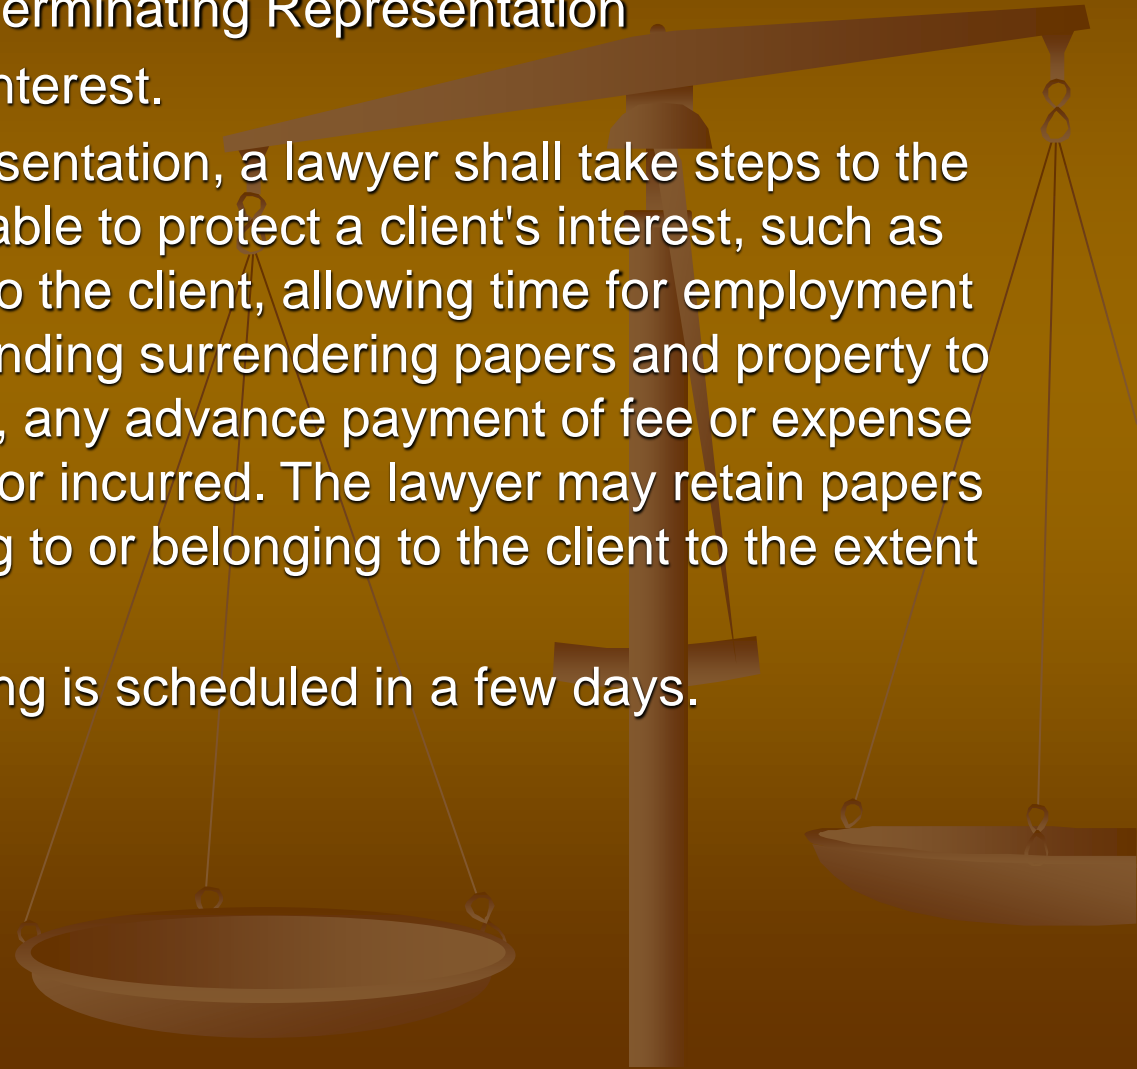 erminating Representation
nterest.
sentation, a lawyer shall take steps to the
able to protect a client's interest, such as
o the client, allowing time for employment
nding surrendering papers and property to
, any advance payment of fee or expense
or incurred. The lawyer may retain papers
g to or belonging to the client to the extent
ng is scheduled in a few days.